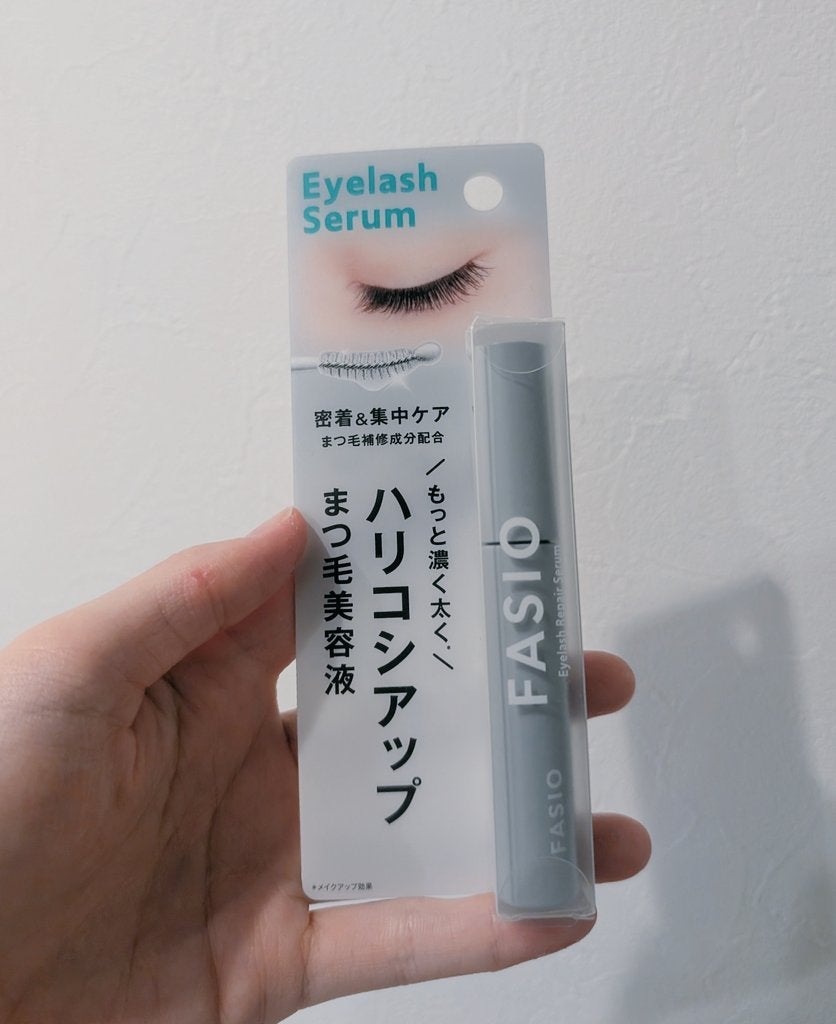 Eyelash
Serum
密着&集中ケア
まつ毛補修成分配合
もっと濃く太く*
ハリコシアップ
まつ毛美容液
FASIO
Eyelash Repair Serum
FASIO
*メイクアップ効果